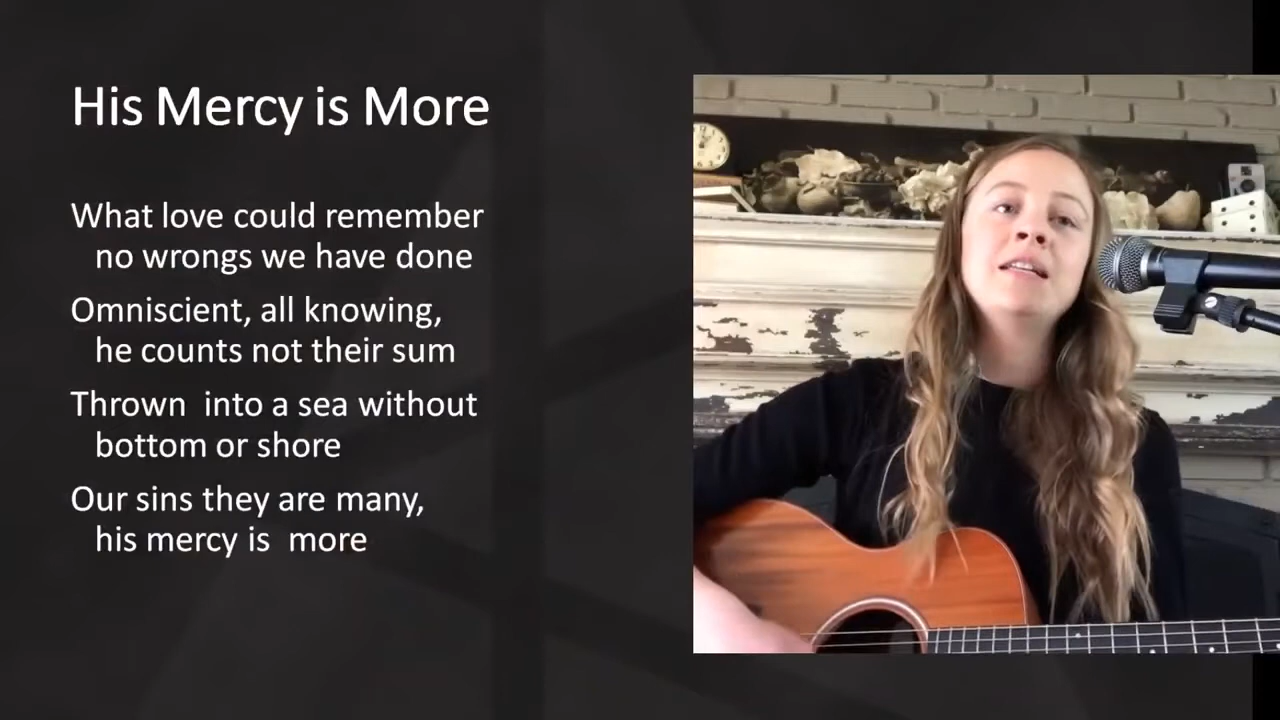 His Mercy is More
What love could remember
no wrongs we have done
Omniscient, all knowing,
he counts not their sum
Thrown  into a sea without
bottom or shore
Our sins they are many,
his mercy is  more